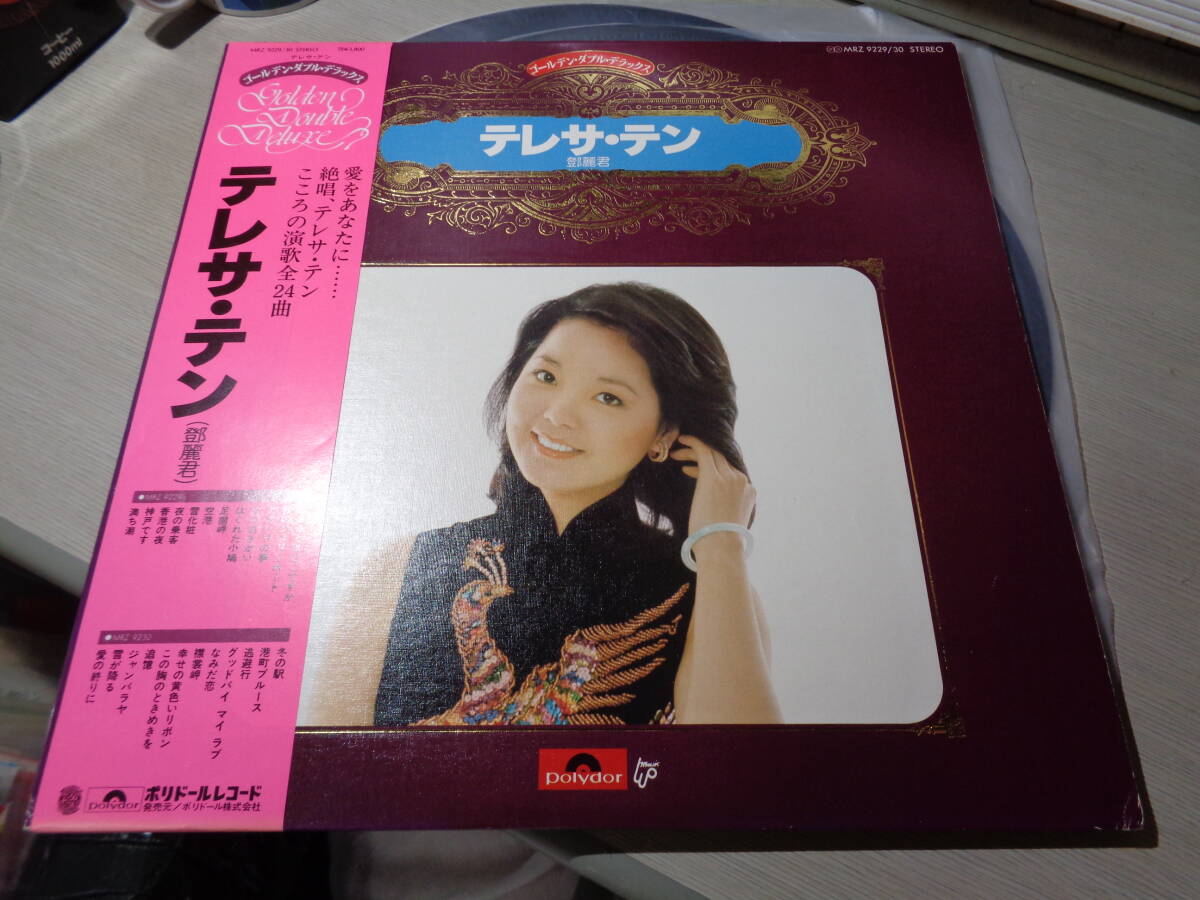 コーヒー
1000ml
MRZ 9229/30 STEREO
テレサ・テン
ゴールデン・ダブル・デラックス
Golden
Double
Deluxe
テレサ・テン
(鄧麗君)
愛をあなたに……
絶唱、テレサ・テン
こころの演歌全24曲
●MRZ 9229
はぐれた小鳩
足摺岬
空港
雪化粧
夜の乗客
香港の夜
神戸です
満ち潮
●MRZ 9230
冬の駅
港町ブルース
逃避行
グッドバイ マイ ラブ
なみだ恋
襟裳岬
幸せの黄色いリボン
この胸のときめきを
追憶
ジャンバラヤ
雪が降る
愛の終りに
polydor
ポリドールレコード
発売元/ポリドール株式会社
ゴールデン・ダブル・デラックス
MRZ 9229/30 STEREO
テレサ・テン
鄧麗君
polydor
Music
UP